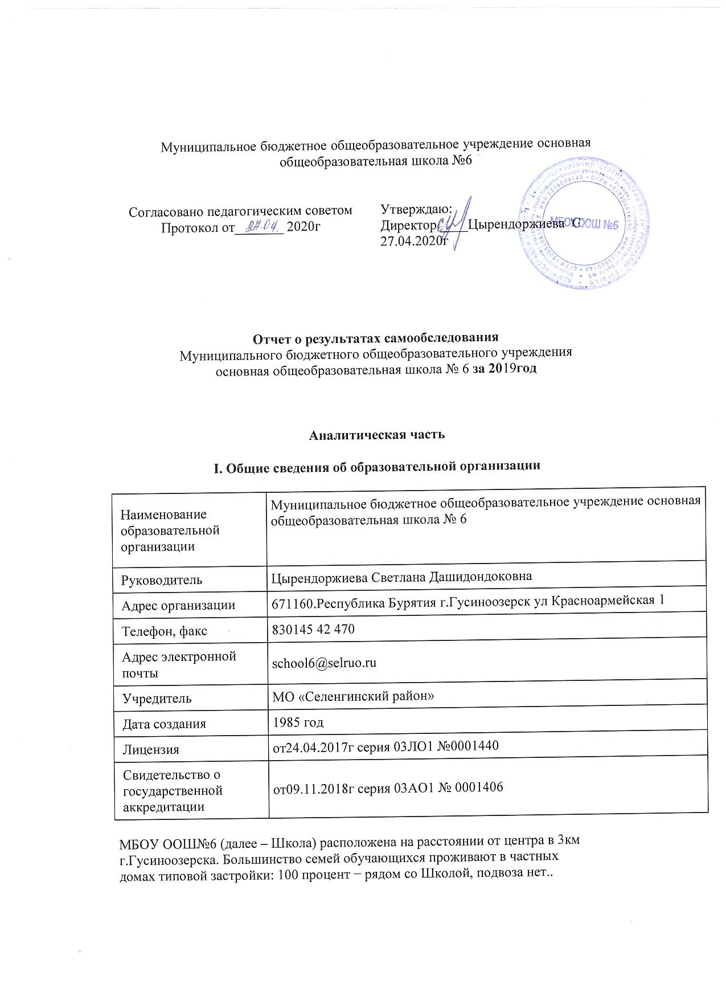 Муниципальное бюджетное общеобразовательное учреждение основная
общеобразовательная школа №6
Согласовано педагогическим советом
Протокол от 27.04. 2020г
Утверждаю:
Директор ____Цырендоржиева С
27.04.2020г
МБОУ ООШ №6
Отчет о результатах самообследования
Муниципального бюджетного общеобразовательного учреждения
основная общеобразовательная школа № 6 за 2019год
Аналитическая часть
I. Общие сведения об образовательной организации
Наименование
образовательной
организации
Муниципальное бюджетное общеобразовательное учреждение основная
общеобразовательная школа № 6
Руководитель
Цырендоржиева Светлана Дашидондоковна
Адрес организации
671160.Республика Бурятия г.Гусиноозерск ул Красноармейская 1
Телефон, факс
830145 42 470
Адрес электронной
почты
school6@selruo.ru
Учредитель
МО «Селенгинский район»
Дата создания
1985 год
Лицензия
от24.04.2017г серия 03ЛО1 №0001440
Свидетельство о
государственной
аккредитации
от09.11.2018г серия 03АО1 № 0001406
МБОУ ООШ№6 (далее – Школа) расположена на расстоянии от центра в 3км
г.Гусиноозерска. Большинство семей обучающихся проживают в частных
домах типовой застройки: 100 процент − рядом со Школой, подвоза нет..